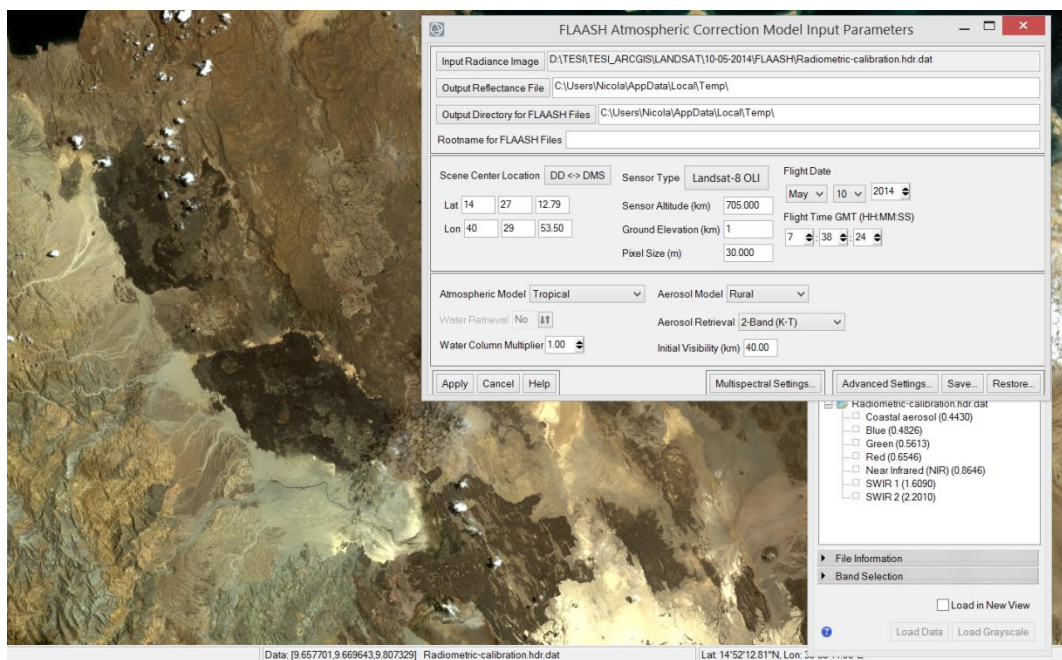 FLAASH Atmospheric Correction Model Input Parameters
Input Radiance Image D:\TESI\TESI_ARCGIS\LANDSAT\10-05-2014\FLAASH\Radiometric-calibration.hdr.dat
Output Reflectance File C:\Users\Nicola\AppData\Local\Temp\
Output Directory for FLAASH Files C:\Users\Nicola\AppData\Local\Temp\
Rootname for FLAASH Files
Scene Center Location DD <-> DMS
Lat 14 27 12.79
Lon 40 29 53.50
Sensor Type Landsat-8 OLI
Sensor Altitude (km) 705.000
Ground Elevation (km) 1
Pixel Size (m) 30.000
Flight Date
May 10 2014
Flight Time GMT (HH:MM:SS)
7 : 38 : 24
Atmospheric Model Tropical
Water Retrieval No
Water Column Multiplier 1.00
Aerosol Model Rural
Aerosol Retrieval 2-Band (K-T)
Initial Visibility (km) 40.00
Apply Cancel Help Multispectral Settings... Advanced Settings... Save... Restore...
Radiometric-calibration.hdr.dat
Coastal aerosol (0.4430)
Blue (0.4826)
Green (0.5613)
Red (0.6546)
Near Infrared (NIR) (0.8646)
SWIR 1 (1.6090)
SWIR 2 (2.2010)
File Information
Band Selection
Load in New View
Load Data Load Grayscale
Data: [9.657701,9.669643,9.807329] Radiometric-calibration.hdr.dat Lat: 14°52'12.81"N, Lon: